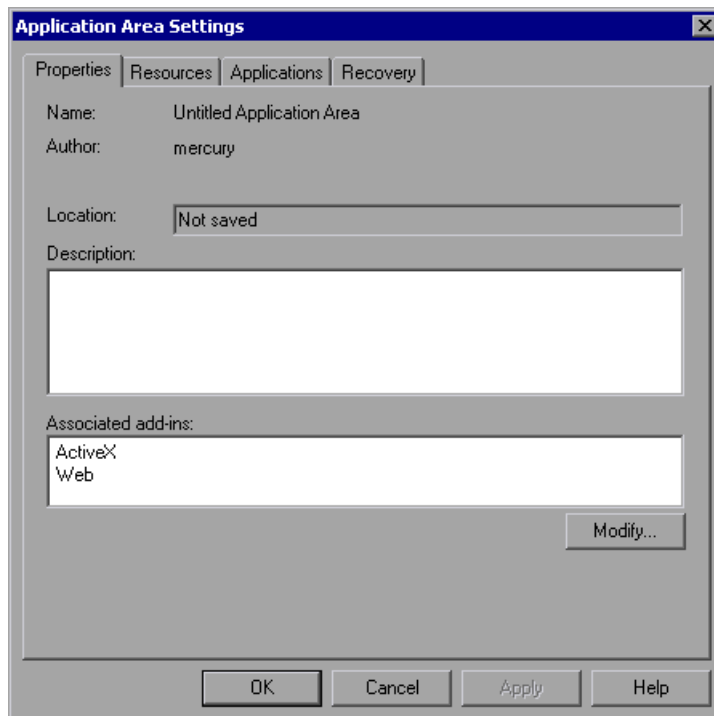 Application Area Settings
Properties Resources Applications Recovery
Name: Untitled Application Area
Author: mercury
Location: Not saved
Description:
Associated add-ins:
ActiveX
Web
Modify...
OK Cancel Apply Help